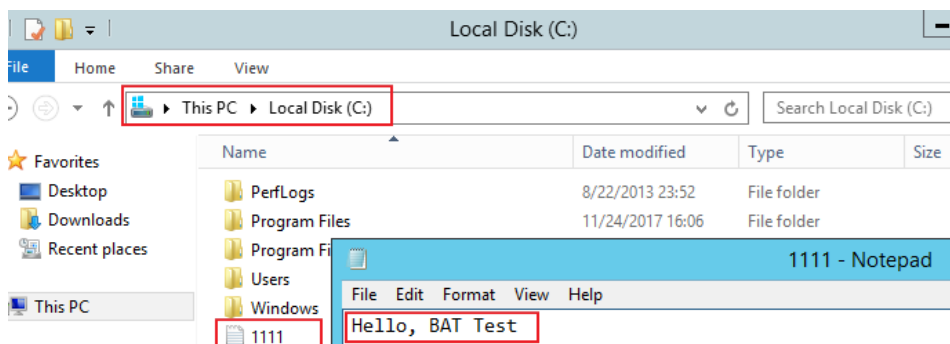 Local Disk (C:)
File Home Share View
This PC Local Disk (C:) Search Local Disk (C:)
Name Date modified Type Size
Favorites
Desktop PerfLogs 8/22/2013 23:52 File folder
Downloads Program Files 11/24/2017 16:06 File folder
Recent places Program Fi
1111 - Notepad
Users
File Edit Format View Help
This PC Windows
Hello, BAT Test
1111